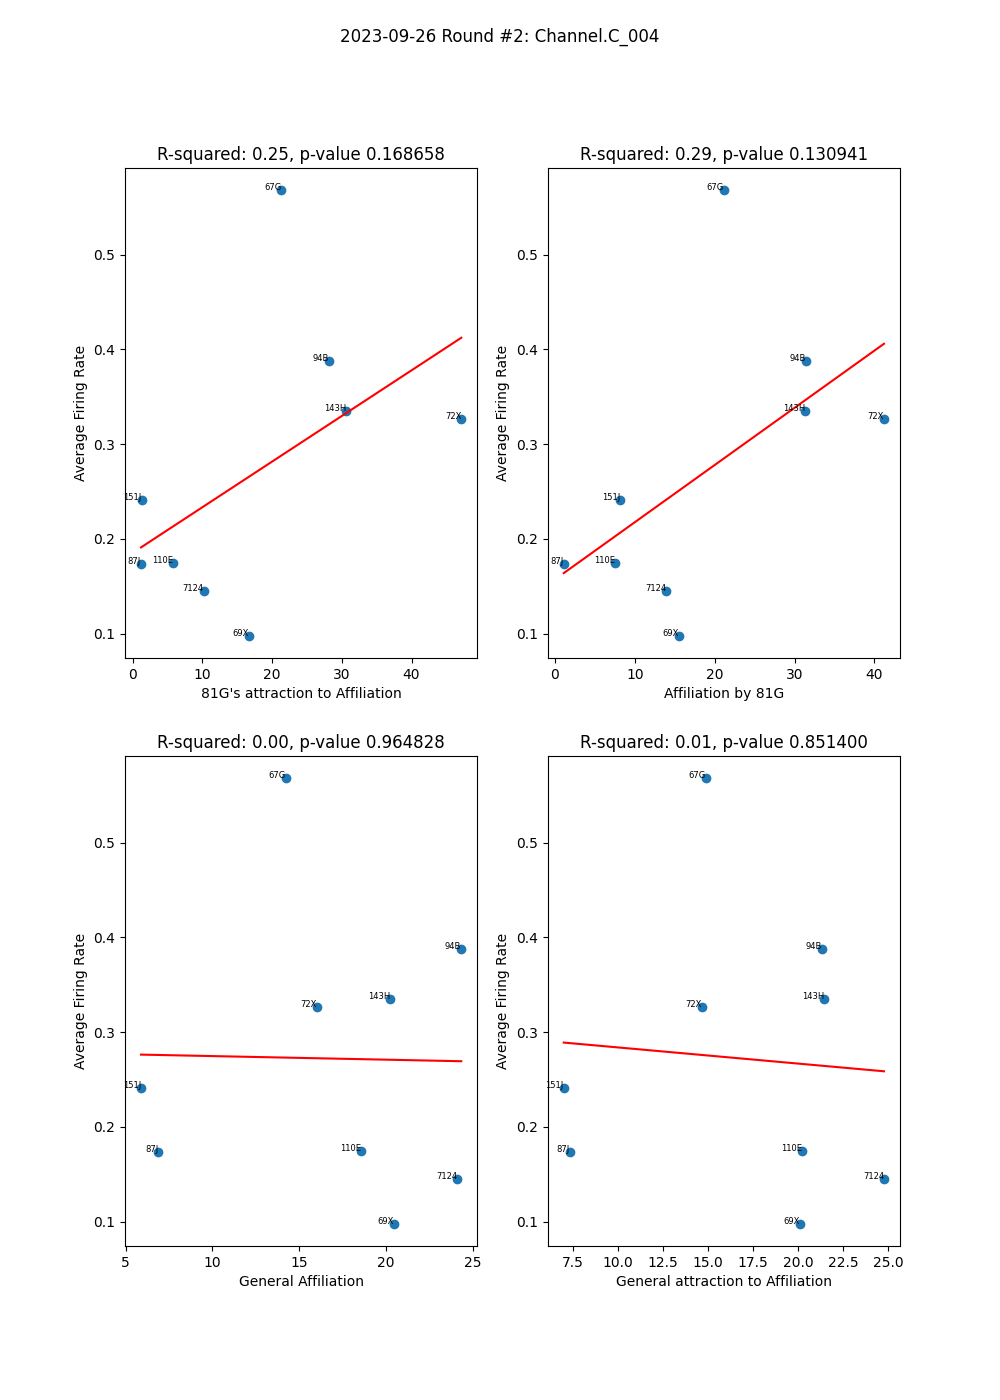 2023-09-26 Round #2: Channel.C_004
R-squared: 0.25, p-value 0.168658
67G
94B
143H
72X
151J
87J
110E
7124
69X
0.5
0.4
0.3
0.2
0.1
Average Firing Rate
0 10 20 30 40
81G's attraction to Affiliation
R-squared: 0.29, p-value 0.130941
67G
94B
143H
72X
151J
87J
110E
7124
69X
0.5
0.4
0.3
0.2
0.1
Average Firing Rate
0 10 20 30 40
Affiliation by 81G
R-squared: 0.00, p-value 0.964828
67G
94B
143H
72X
151J
87J
110E
7124
69X
0.5
0.4
0.3
0.2
0.1
Average Firing Rate
5 10 15 20 25
General Affiliation
R-squared: 0.01, p-value 0.851400
67G
94B
143H
72X
151J
87J
110E
7124
69X
0.5
0.4
0.3
0.2
0.1
Average Firing Rate
7.5 10.0 12.5 15.0 17.5 20.0 22.5 25.0
General attraction to Affiliation